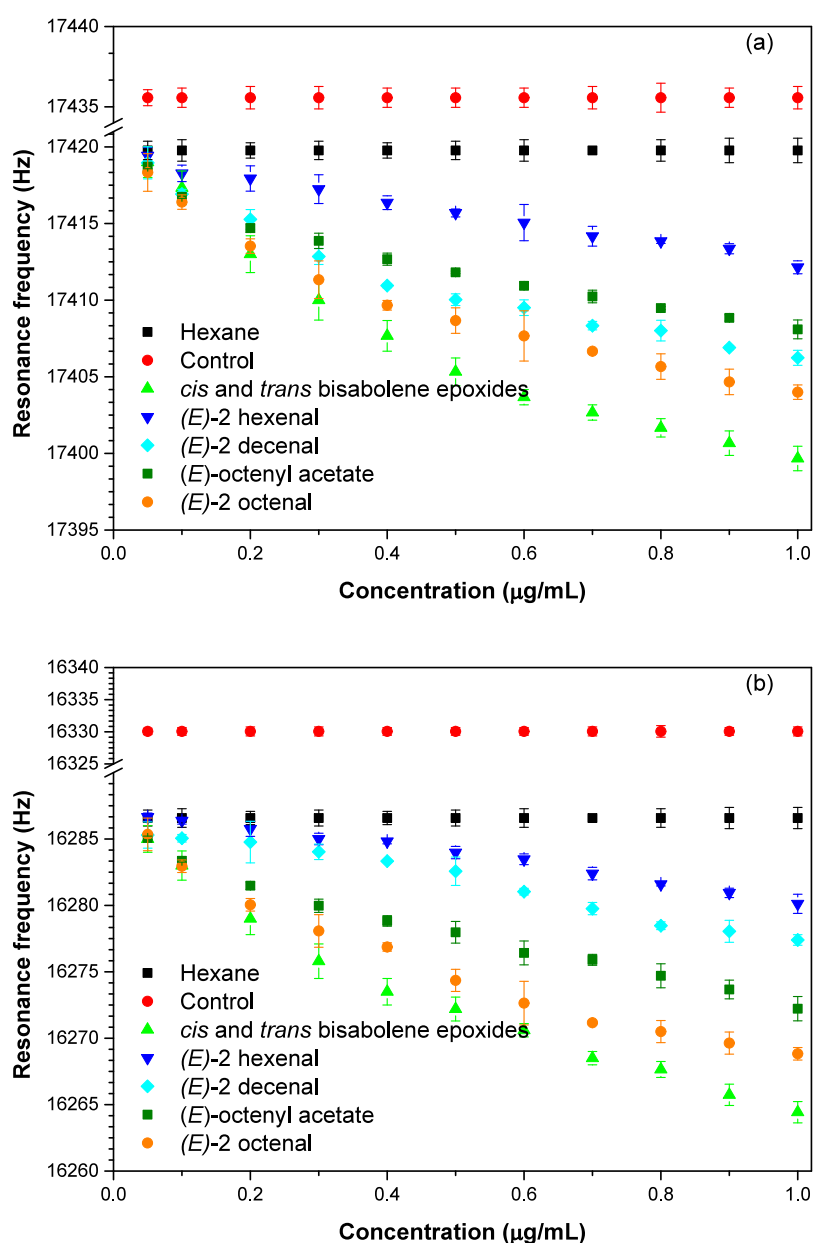 (a)
17440
17435
17420
17415
17410
17405
17400
17395
Resonance frequency (Hz)
Hexane
Control
cis and trans bisabolene epoxides
(E)-2 hexenal
(E)-2 decenal
(E)-octenyl acetate
(E)-2 octenal
0.0 0.2 0.4 0.6 0.8 1.0
Concentration (μg/mL)
(b)
16340
16335
16330
16325
16285
16280
16275
16270
16265
16260
Resonance frequency (Hz)
Hexane
Control
cis and trans bisabolene epoxides
(E)-2 hexenal
(E)-2 decenal
(E)-octenyl acetate
(E)-2 octenal
0.0 0.2 0.4 0.6 0.8 1.0
Concentration (μg/mL)